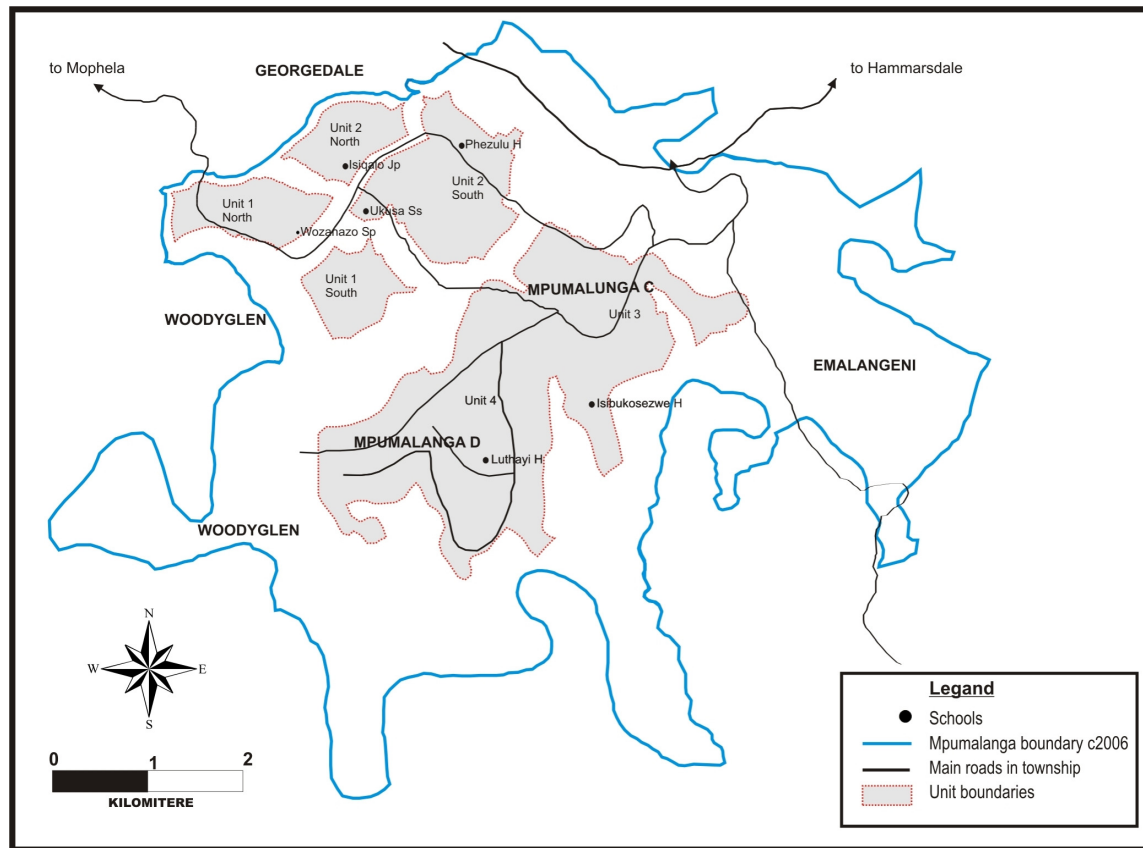 to Mophela
GEORGEDALE
to Hammarsdale
Unit 2
North
Phezulu H
Isiqalo Jp
Unit 2
South
Unit 1
North
Ukusa Ss
Wozanazo Sp
Unit 1
South
MPUMALUNGA C
Unit 3
WOODYGLEN
EMALANGENI
Unit 4
Isibukosezwe H
MPUMALANGA D
Luthayi H
WOODYGLEN
N
W
E
S
0
1
2
KILOMITERE
Legand
Schools
Mpumalanga boundary c2006
Main roads in township
Unit boundaries